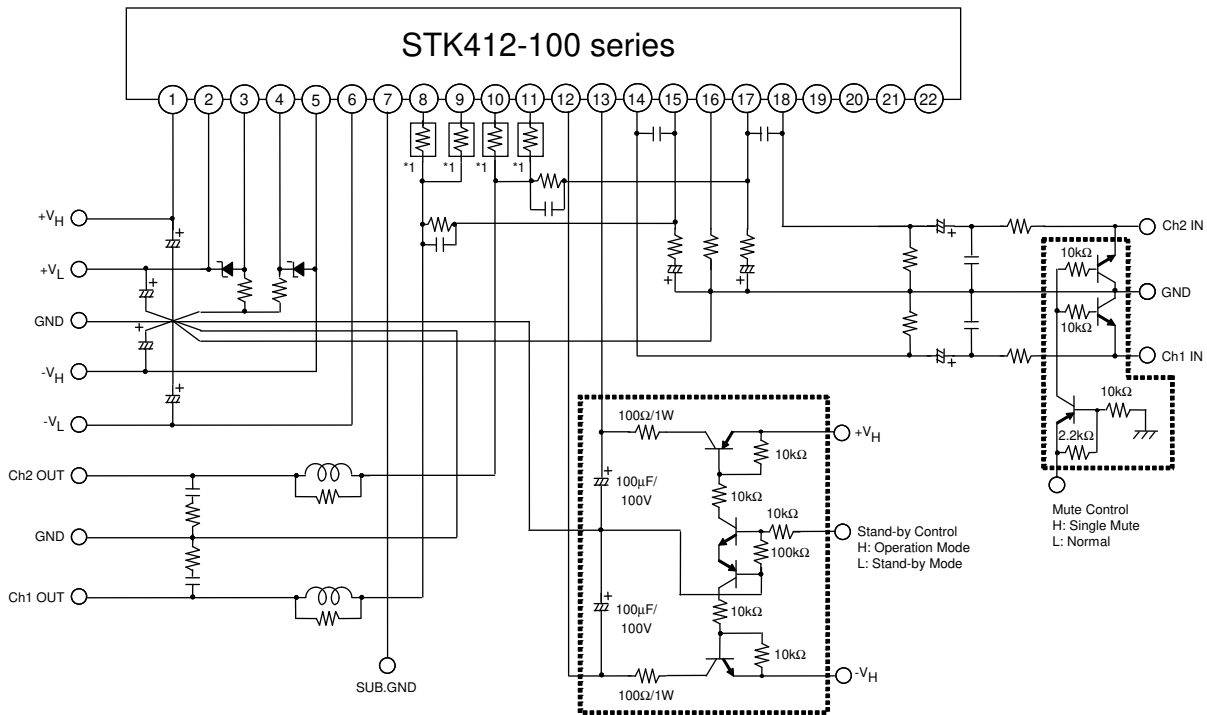 STK412-100 series
1 2 3 4 5 6 7 8 9 10 11 12 13 14 15 16 17 18 19 20 21 22
*1 *1 *1 *1
+VH
+VL
GND
-VH
-VL
Ch2 OUT
GND
Ch1 OUT
SUB.GND
+ + + +
+ +
+ +
Ch2 IN
10kΩ
GND
10kΩ
Ch1 IN
10kΩ
2.2kΩ
Mute Control
H: Single Mute
L: Normal
100Ω/1W
+VH
10kΩ
+
100µF/
100V
10kΩ
10kΩ
Stand-by Control
H: Operation Mode
L: Stand-by Mode
100kΩ
+
100µF/
100V
10kΩ
10kΩ
-VH
100Ω/1W